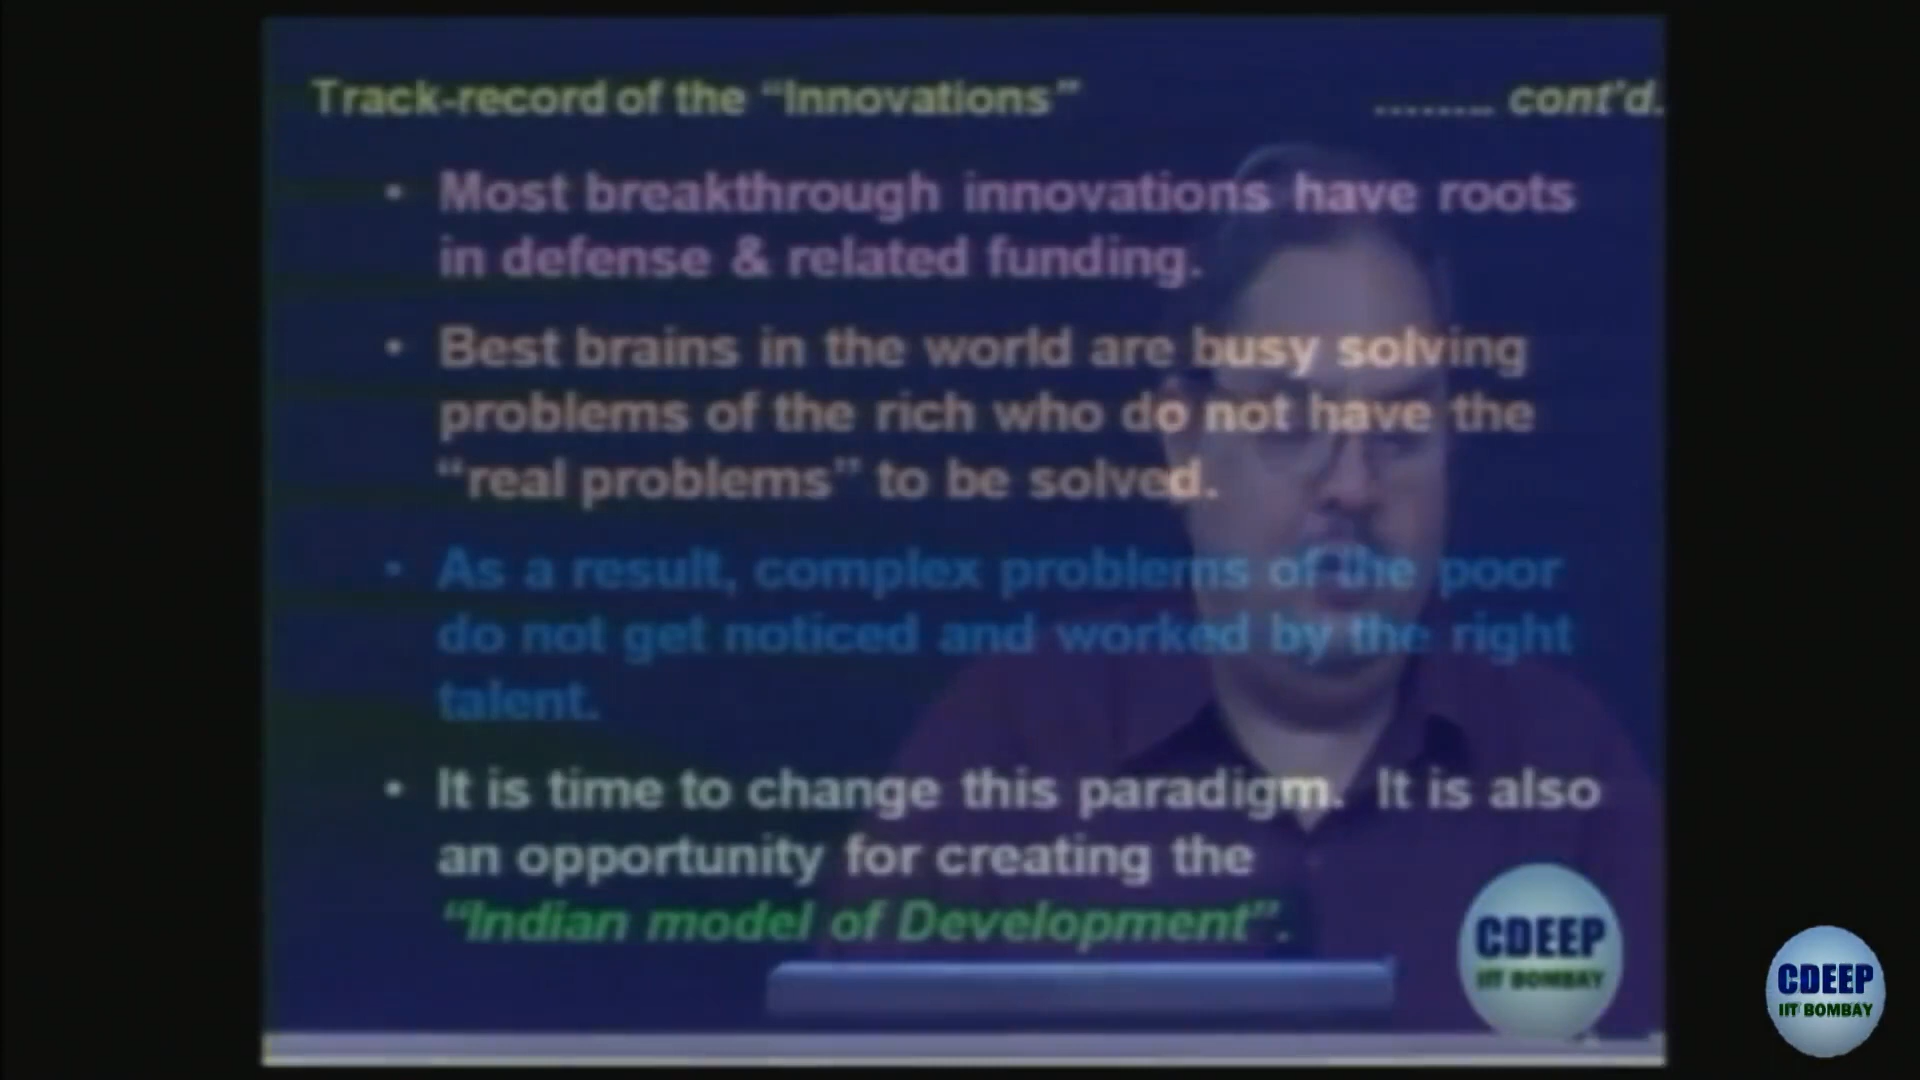 Track-record of the “Innovations” ........ cont’d.
• Most breakthrough innovations have roots
in defense & related funding.
• Best brains in the world are busy solving
problems of the rich who do not have the
“real problems” to be solved.
• As a result, complex problems of the poor
do not get noticed and worked by the right
talent.
• It is time to change this paradigm. It is also
an opportunity for creating the
“Indian model of Development”.
CDEEP
IIT BOMBAY
CDEEP
IIT BOMBAY